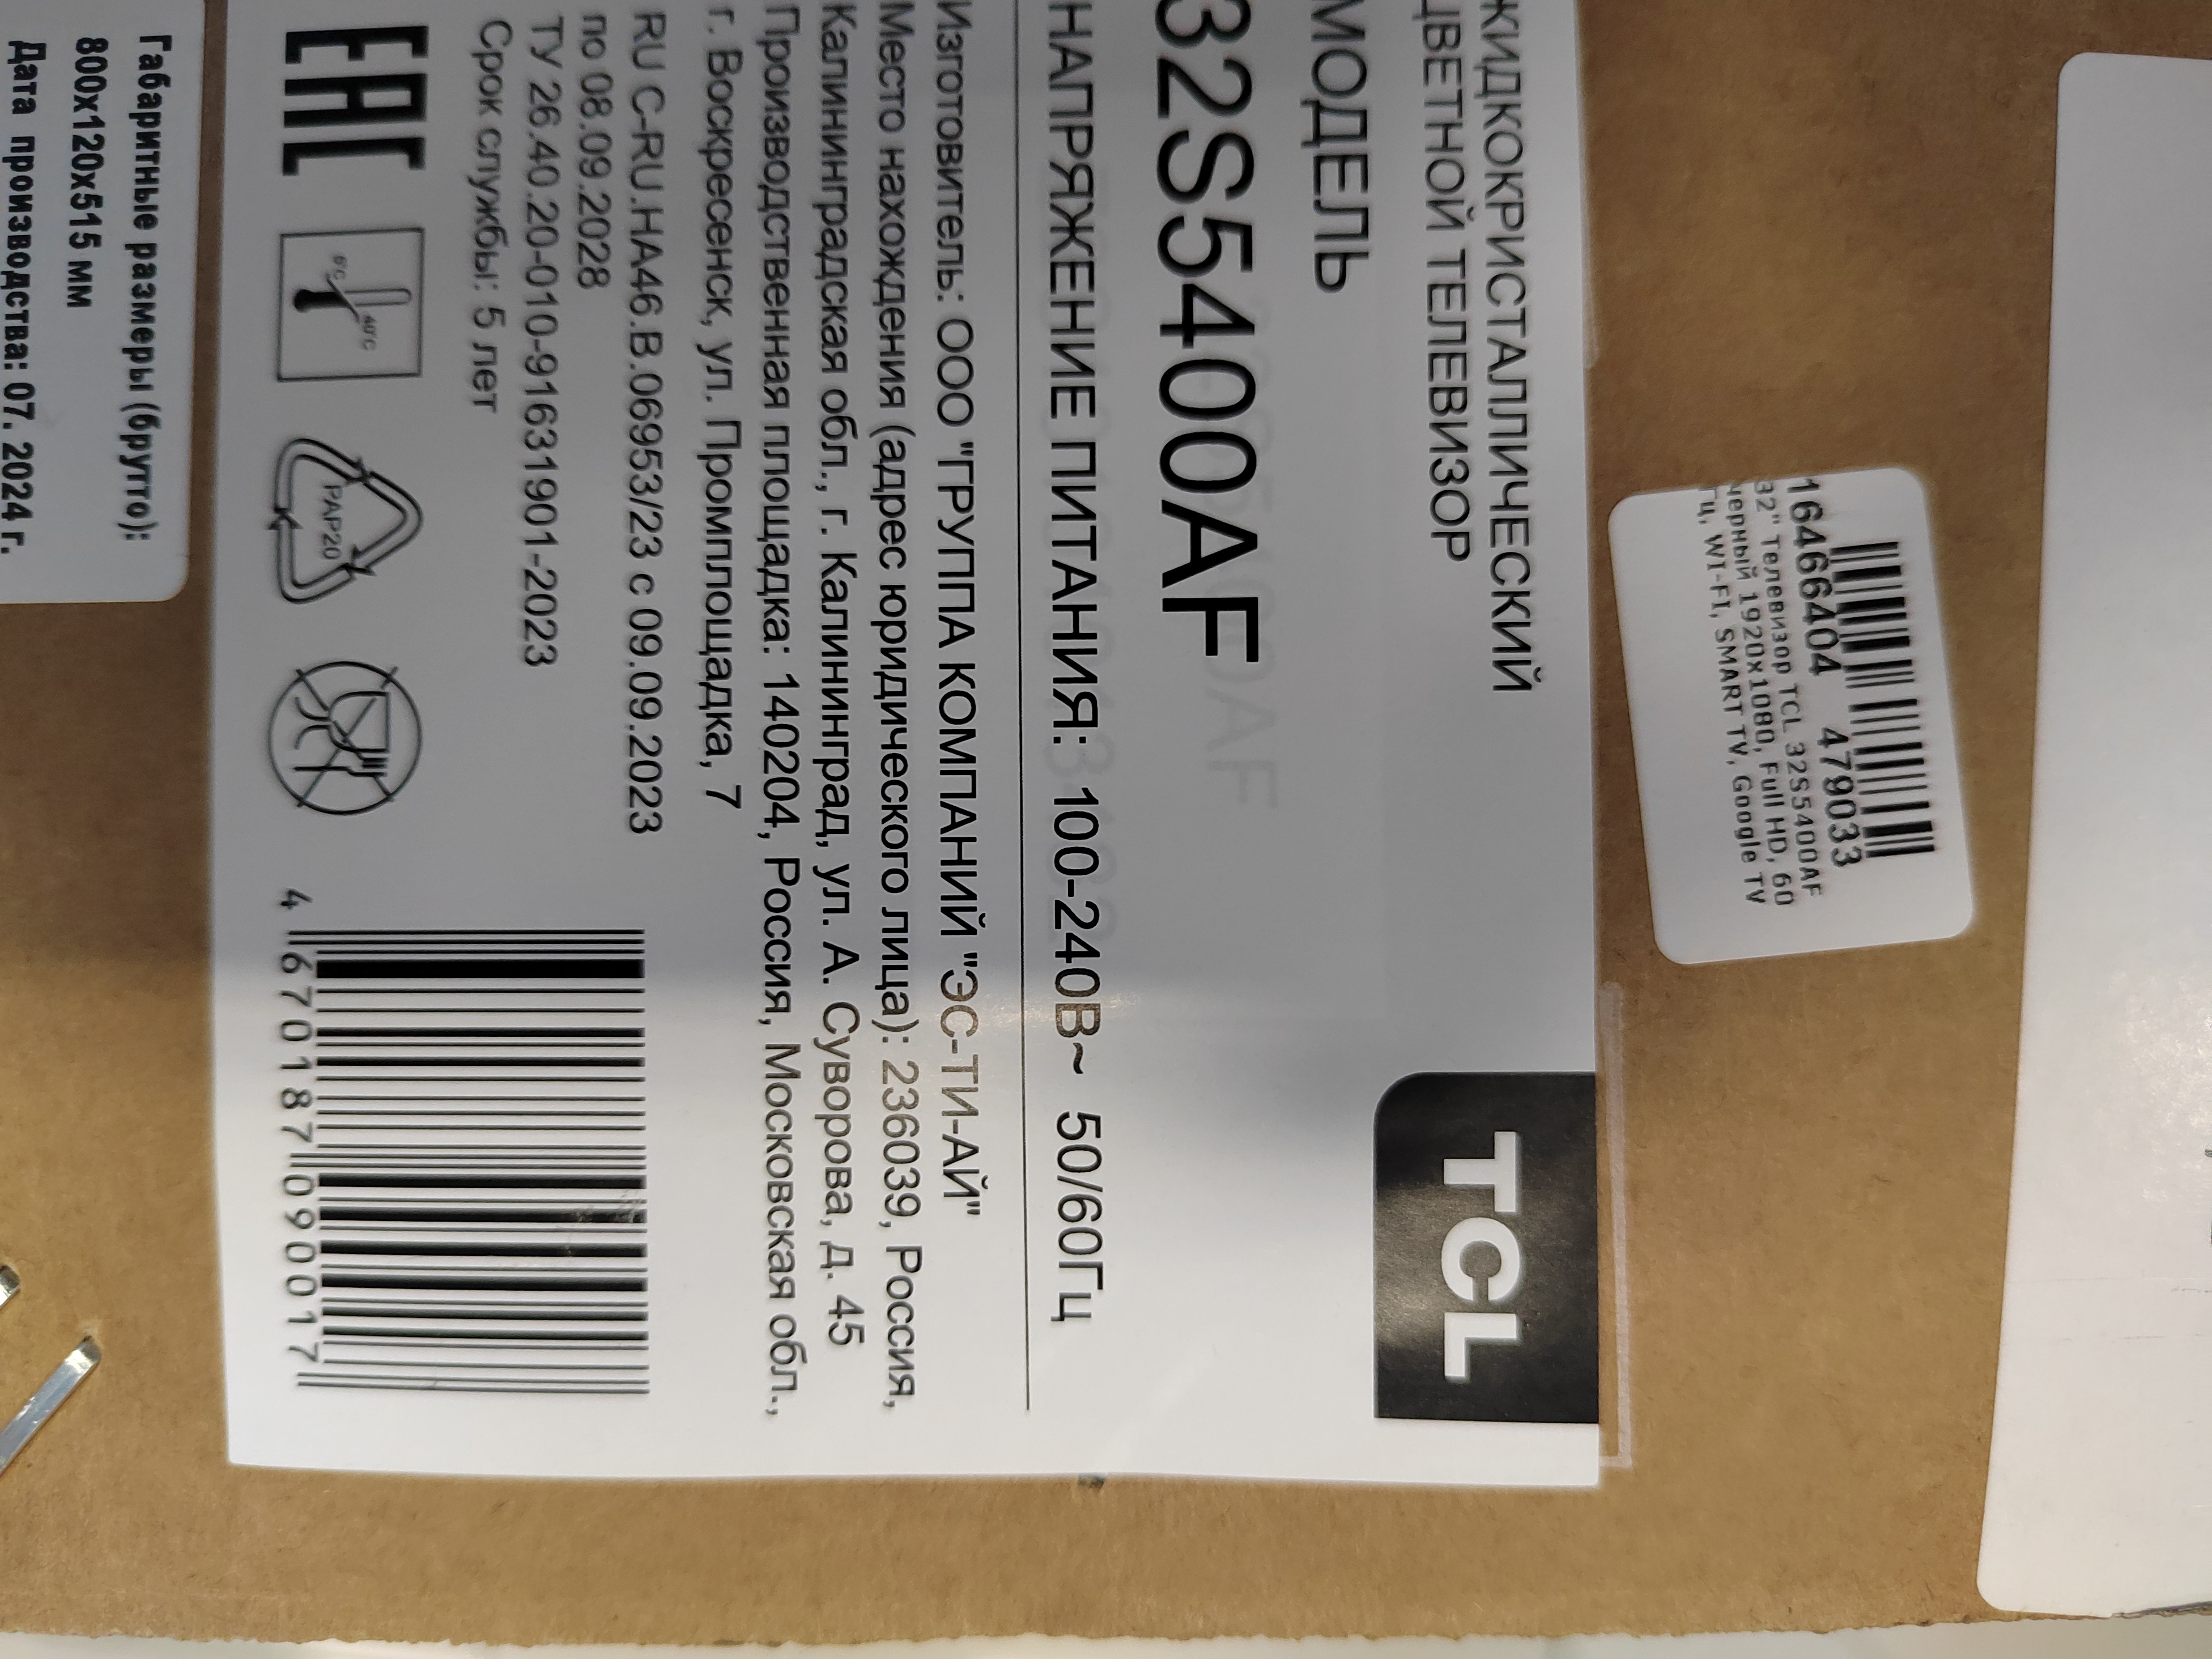 16466404 479033
32" Телевизор TCL 32S5400AF
черный 1920x1080, Full HD, 60
Гц, WI-FI, SMART TV, Google TV
ЖИДКОКРИСТАЛЛИЧЕСКИЙ
ЦВЕТНОЙ ТЕЛЕВИЗОР
TCL
МОДЕЛЬ
32S5400AF
НАПРЯЖЕНИЕ ПИТАНИЯ: 100-240В~ 50/60Гц
Изготовитель: ООО "ГРУППА КОМПАНИЙ "ЭС-ТИ-АЙ"
Место нахождения (адрес юридического лица): 236039, Россия,
Калининградская обл., г. Калининград, ул. А. Суворова, д. 45
Производственная площадка: 140204, Россия, Московская обл.,
г. Воскресенск, ул. Промплощадка, 7
RU C-RU.HA46.B.06953/23 с 09.09.2023
по 08.09.2028
ТУ 26.40.20-010-91631901-2023
Срок службы: 5 лет
EAC
5°C
40°C
PAP20
4 670187 090017
Габаритные размеры (брутто):
800х120х515 мм
Дата производства: 07. 2024 г.